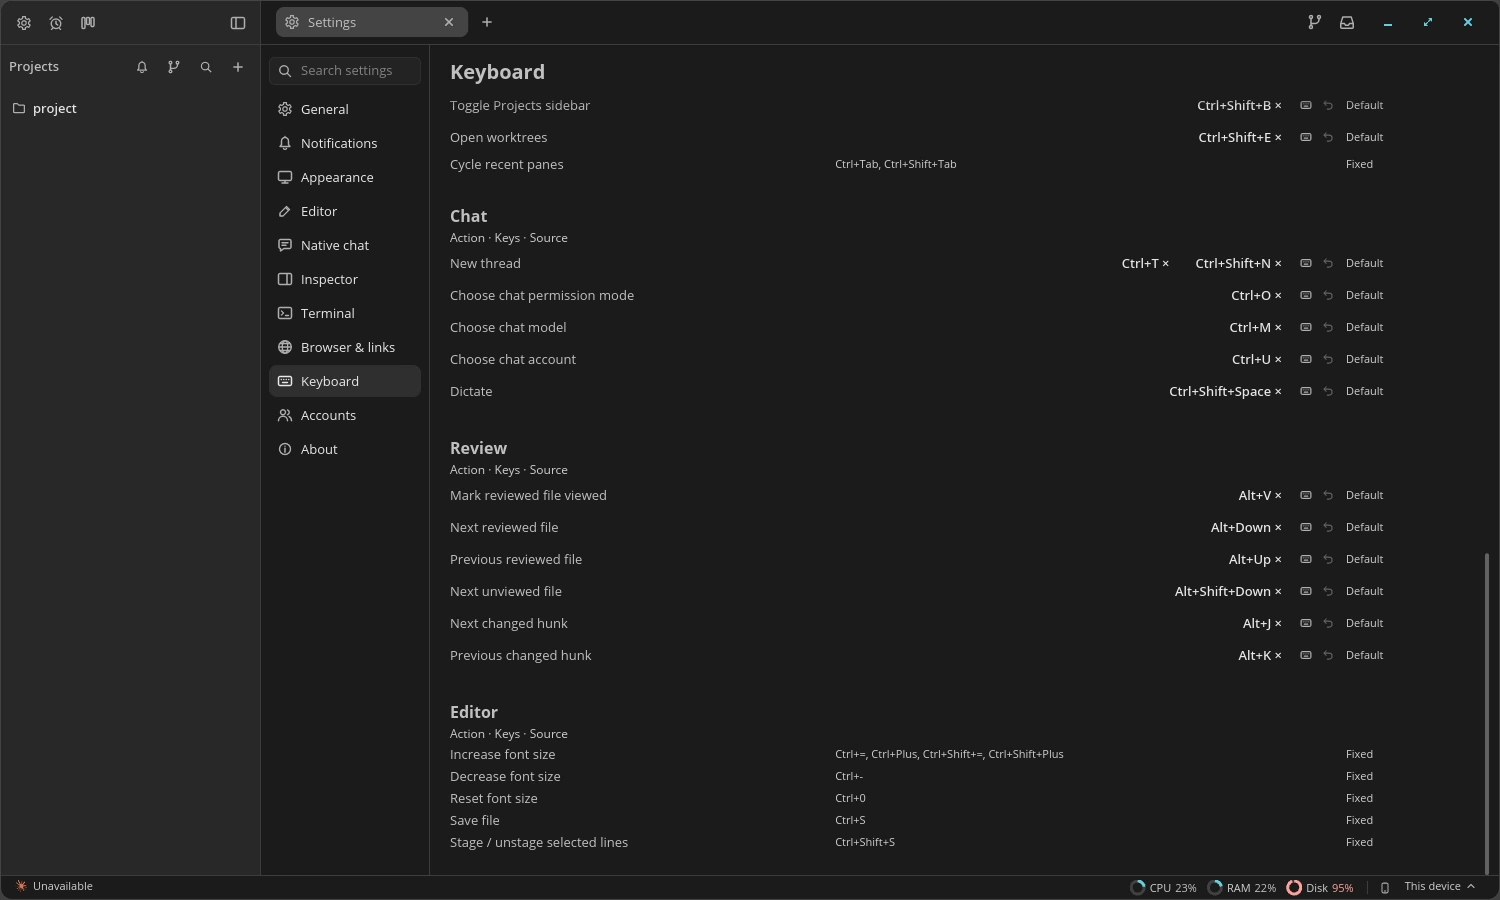 Settings
Projects
project
Search settings
General
Notifications
Appearance
Editor
Native chat
Inspector
Terminal
Browser & links
Keyboard
Accounts
About
Keyboard
Toggle Projects sidebar Ctrl+Shift+B × Default
Open worktrees Ctrl+Shift+E × Default
Cycle recent panes Ctrl+Tab, Ctrl+Shift+Tab Fixed
Chat
Action · Keys · Source
New thread Ctrl+T × Ctrl+Shift+N × Default
Choose chat permission mode Ctrl+O × Default
Choose chat model Ctrl+M × Default
Choose chat account Ctrl+U × Default
Dictate Ctrl+Shift+Space × Default
Review
Action · Keys · Source
Mark reviewed file viewed Alt+V × Default
Next reviewed file Alt+Down × Default
Previous reviewed file Alt+Up × Default
Next unviewed file Alt+Shift+Down × Default
Next changed hunk Alt+J × Default
Previous changed hunk Alt+K × Default
Editor
Action · Keys · Source
Increase font size Ctrl+=, Ctrl+Plus, Ctrl+Shift+=, Ctrl+Shift+Plus Fixed
Decrease font size Ctrl+- Fixed
Reset font size Ctrl+0 Fixed
Save file Ctrl+S Fixed
Stage / unstage selected lines Ctrl+Shift+S Fixed
Unavailable CPU 23% RAM 22% Disk 95% This device